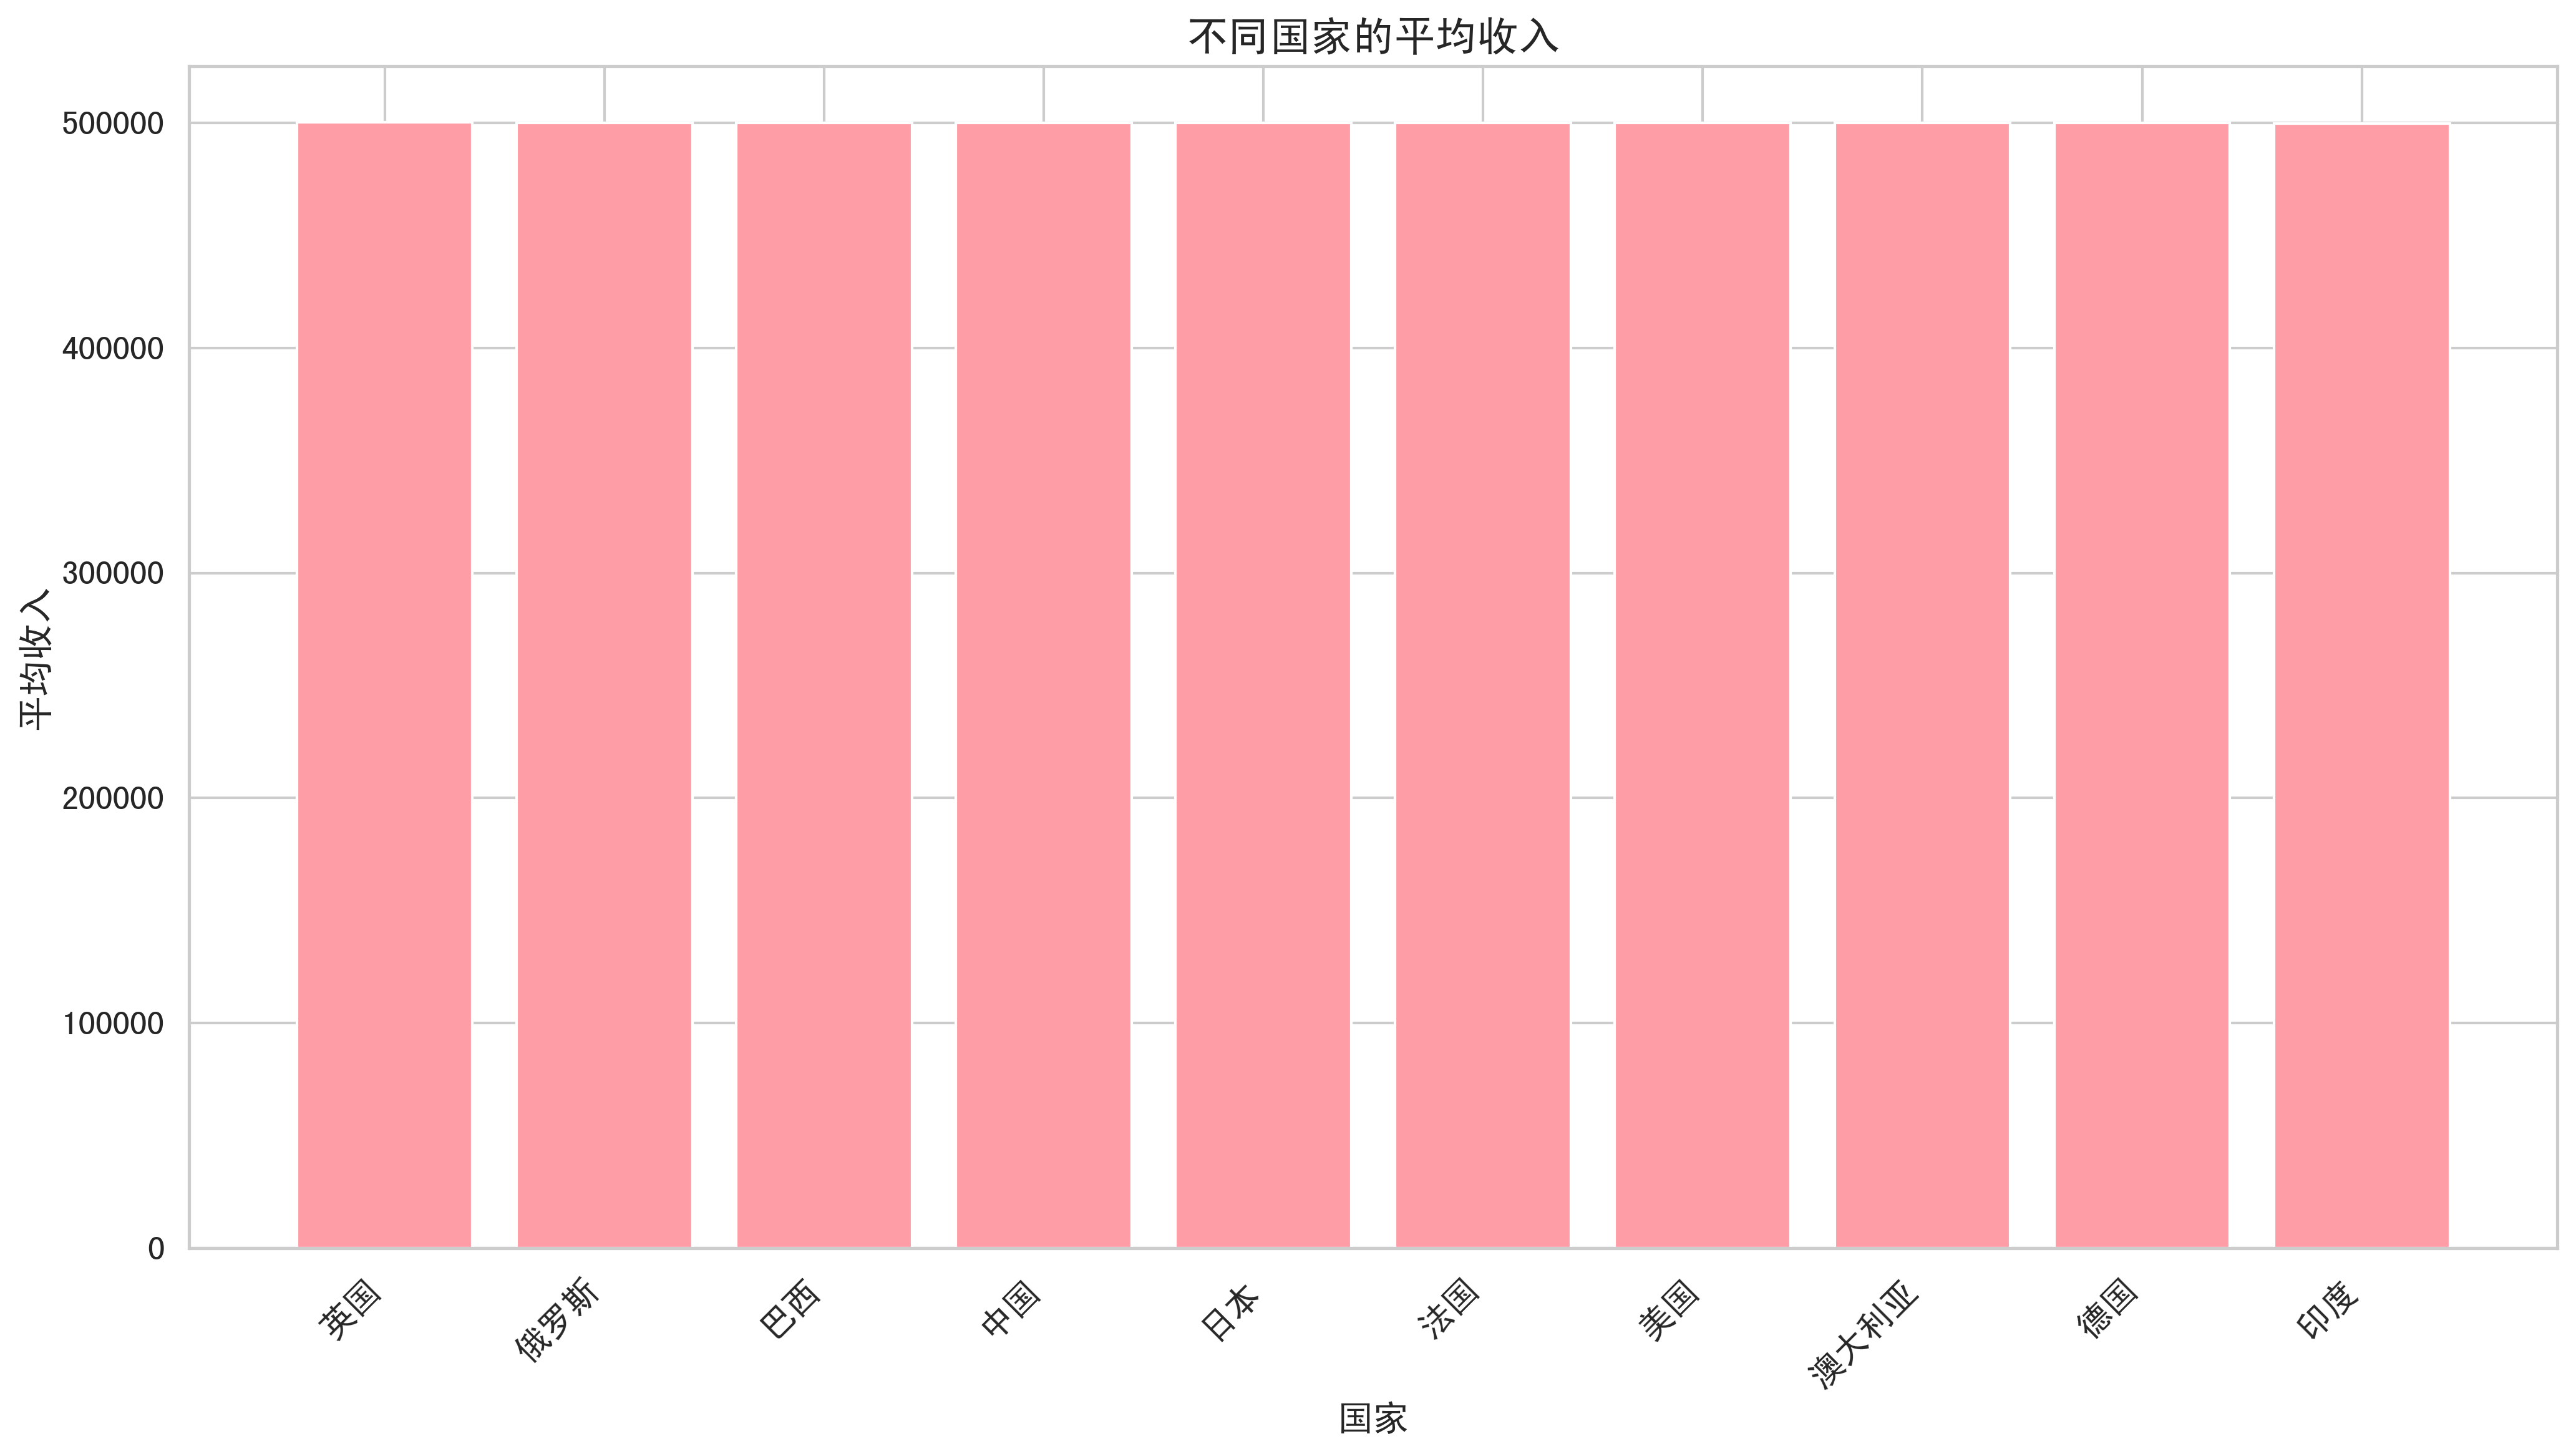 不同国家的平均收入
平均收入
500000
400000
300000
200000
100000
0
英国
俄罗斯
巴西
中国
日本
法国
美国
澳大利亚
德国
印度
国家